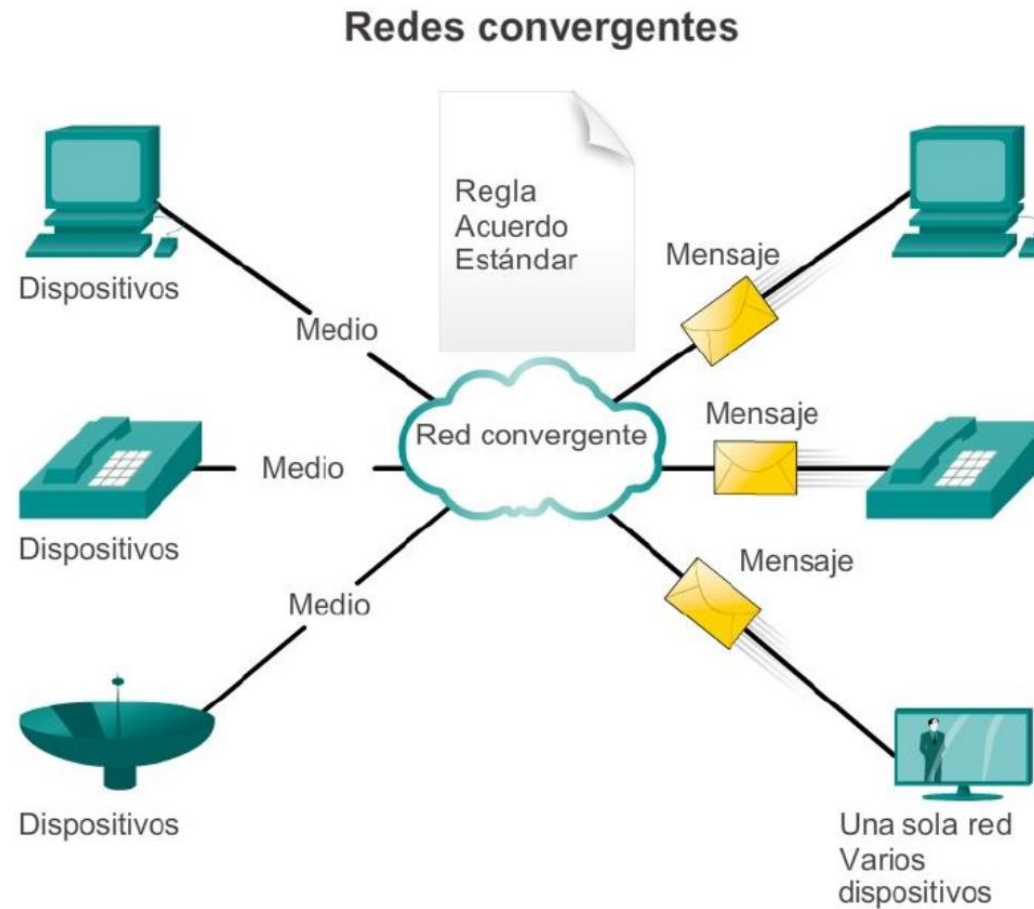 Redes convergentes
Regla
Acuerdo
Estándar
Mensaje
Dispositivos
Medio
Red convergente
Mensaje
Medio
Dispositivos
Mensaje
Medio
Dispositivos
Una sola red
Varios
dispositivos